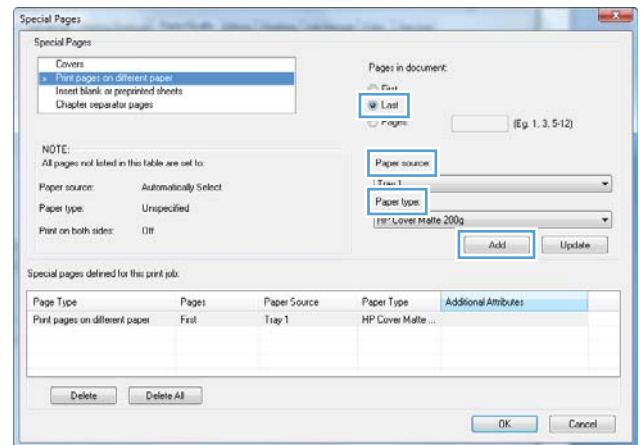 Special Pages
Special Pages
Covers
Print pages on different paper
Insert blank or preprinted sheets
Chapter separator pages
Pages in document:
First
Last
Pages: (Eg. 1, 3, 5-12)
NOTE:
All pages not listed in this table are set to:
Paper source: Automatically Select
Paper type: Unspecified
Print on both sides: Off
Paper source:
Tray 1
Paper type:
HP Cover Matte 200g
Add Update
Special pages defined for this print job:
Page Type Pages Paper Source Paper Type Additional Attributes
Print pages on different paper First Tray 1 HP Cover Matte ...
Delete Delete All
OK Cancel